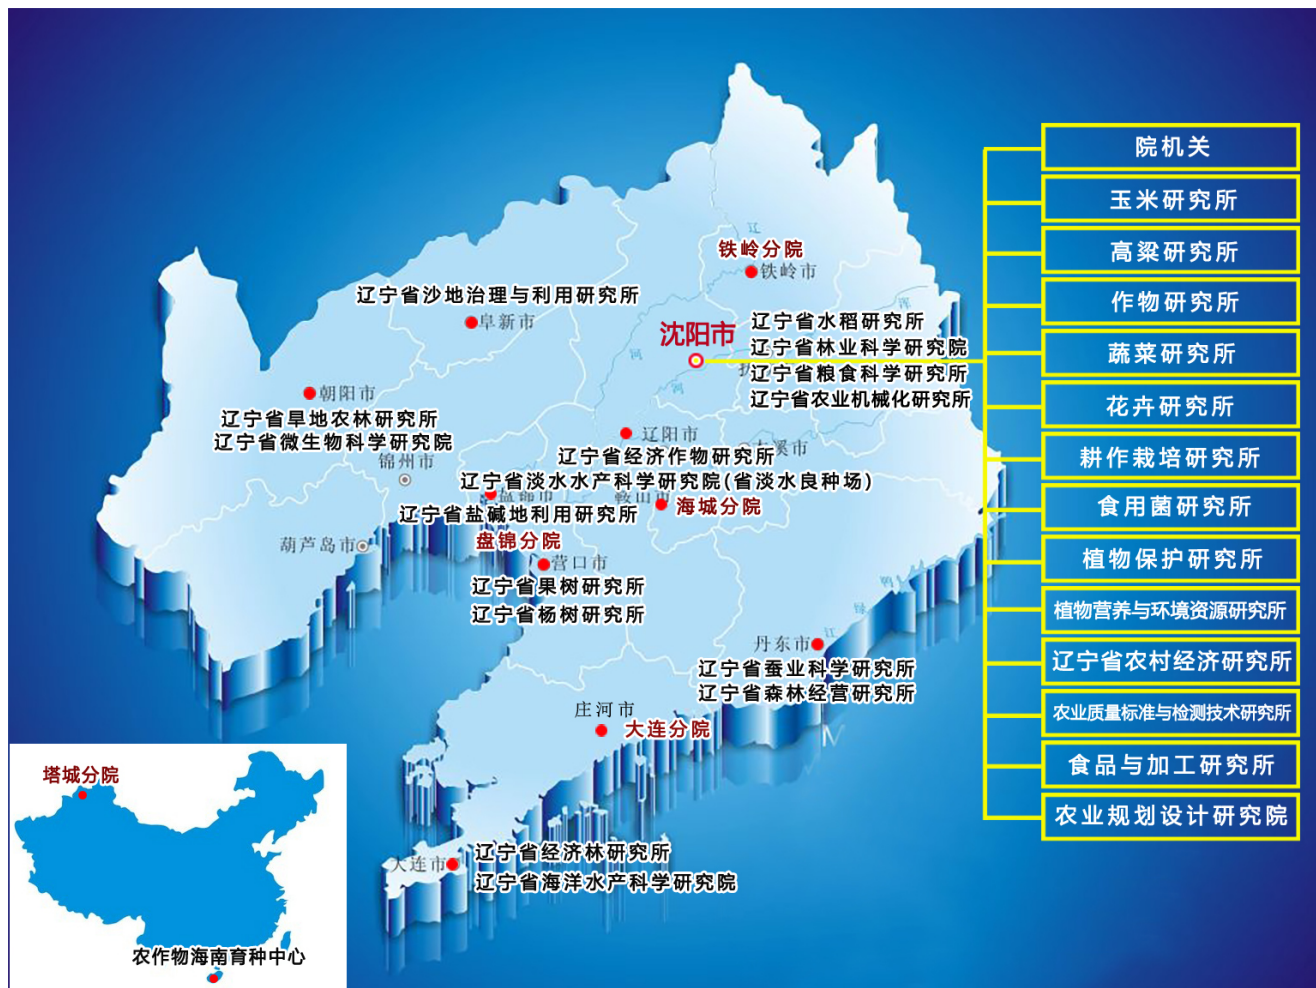 铁岭分院
铁岭市
辽
浑
辽宁省沙地治理与利用研究所
阜新市
沈阳市
河
河
辽宁省水稻研究所
辽宁省林业科学研究院
辽宁省粮食科学研究所
辽宁省农业机械化研究所
朝阳市
辽宁省旱地农林研究所
辽宁省微生物科学研究院
锦州市
辽阳市
辽宁省经济作物研究所
辽宁省淡水水产科学研究院(省淡水良种场)
盘锦市
鞍山市
海城分院
辽宁省盐碱地利用研究所
盘锦分院
葫芦岛市
营口市
辽宁省果树研究所
辽宁省杨树研究所
鸭
绿
江
丹东市
辽宁省蚕业科学研究所
辽宁省森林经营研究所
庄河市
大连分院
大连市
辽宁省经济林研究所
辽宁省海洋水产科学研究院
院机关
玉米研究所
高粱研究所
作物研究所
蔬菜研究所
花卉研究所
耕作栽培研究所
食用菌研究所
植物保护研究所
植物营养与环境资源研究所
辽宁省农村经济研究所
农业质量标准与检测技术研究所
食品与加工研究所
农业规划设计研究院
塔城分院
农作物海南育种中心